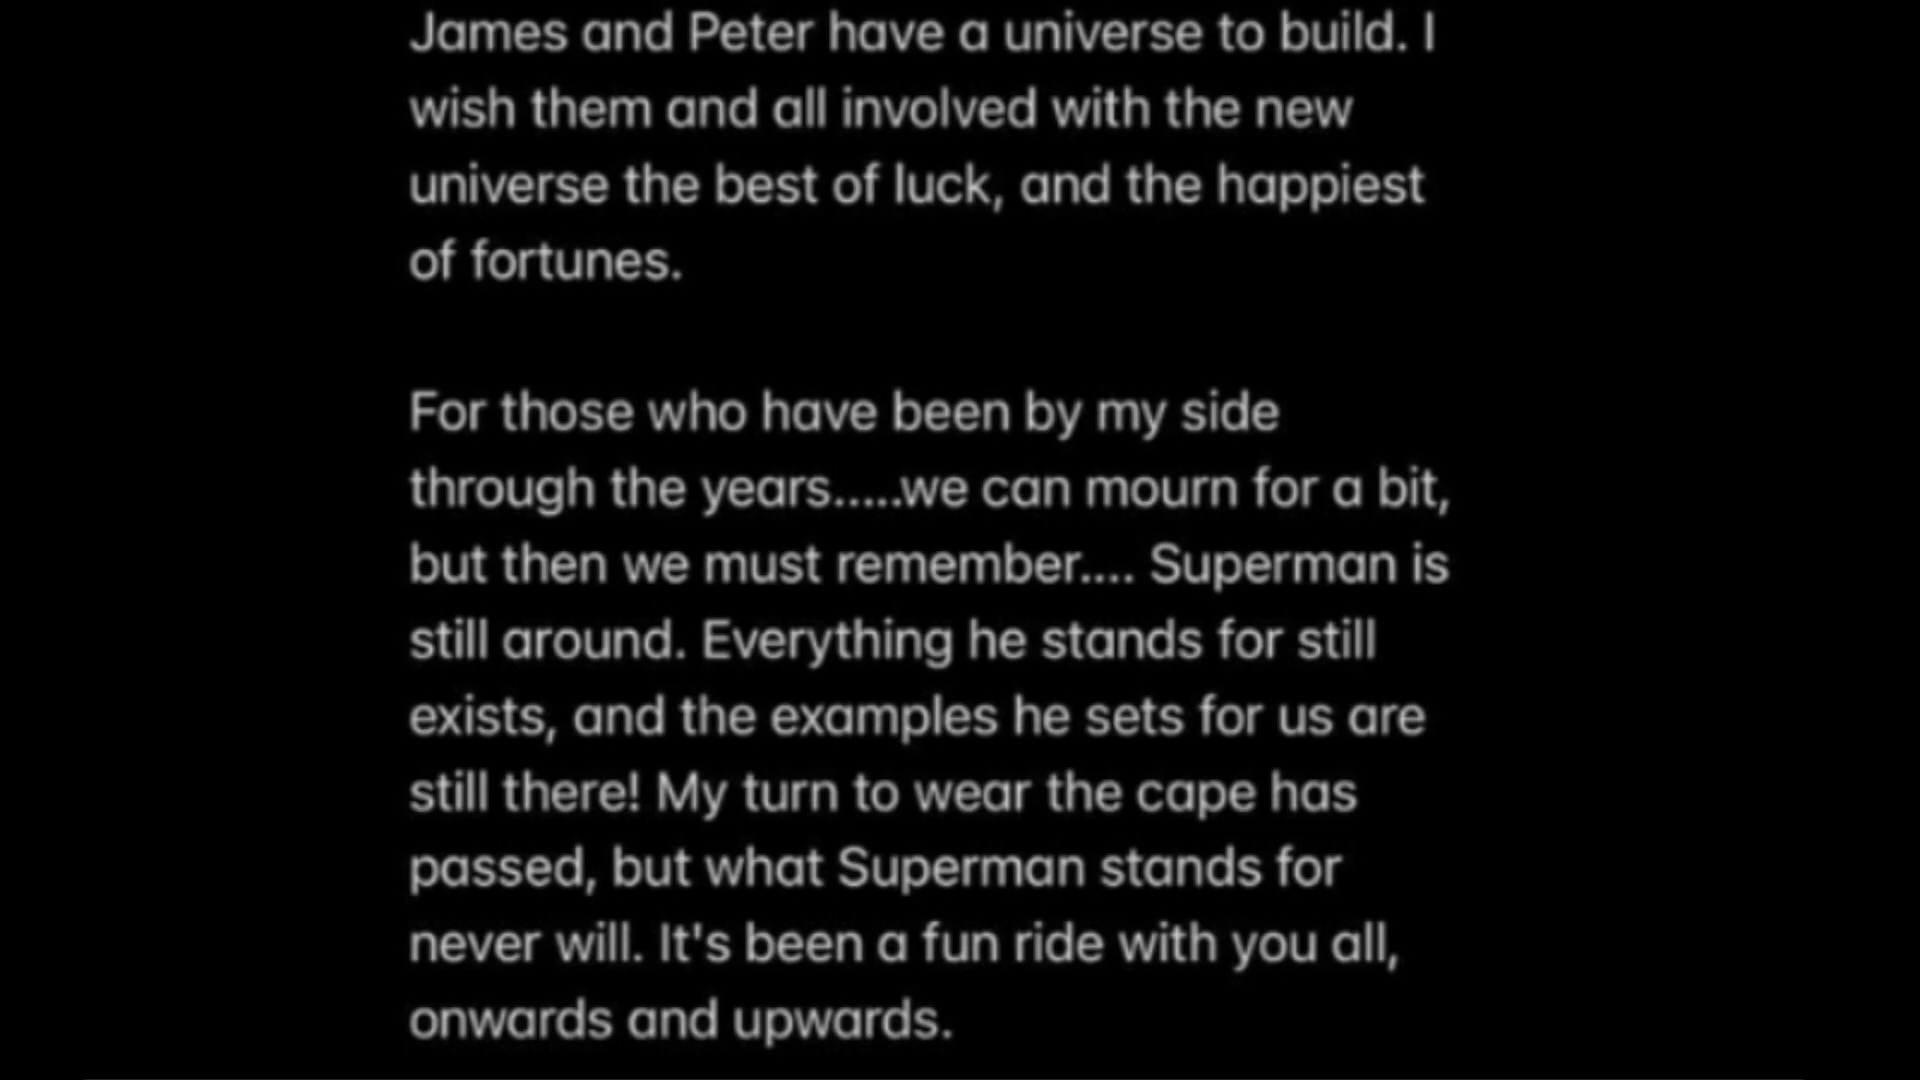 James and Peter have a universe to build. I
wish them and all involved with the new
universe the best of luck, and the happiest
of fortunes.
For those who have been by my side
through the years.....we can mourn for a bit,
but then we must remember.... Superman is
still around. Everything he stands for still
exists, and the examples he sets for us are
still there! My turn to wear the cape has
passed, but what Superman stands for
never will. It's been a fun ride with you all,
onwards and upwards.